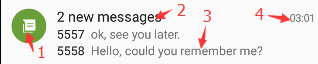 2 new messages 2 3 4 03:01
5557 ok, see you later.
5558 Hello, could you remember me?
1